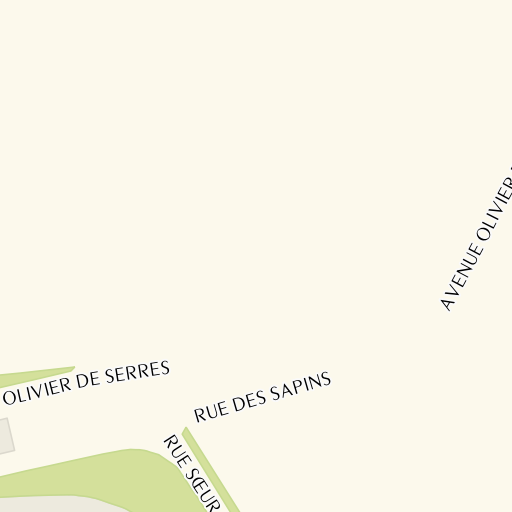 AVENUE OLIVIER
OLIVIER DE SERRES
RUE DES SAPINS
RUE SŒUR